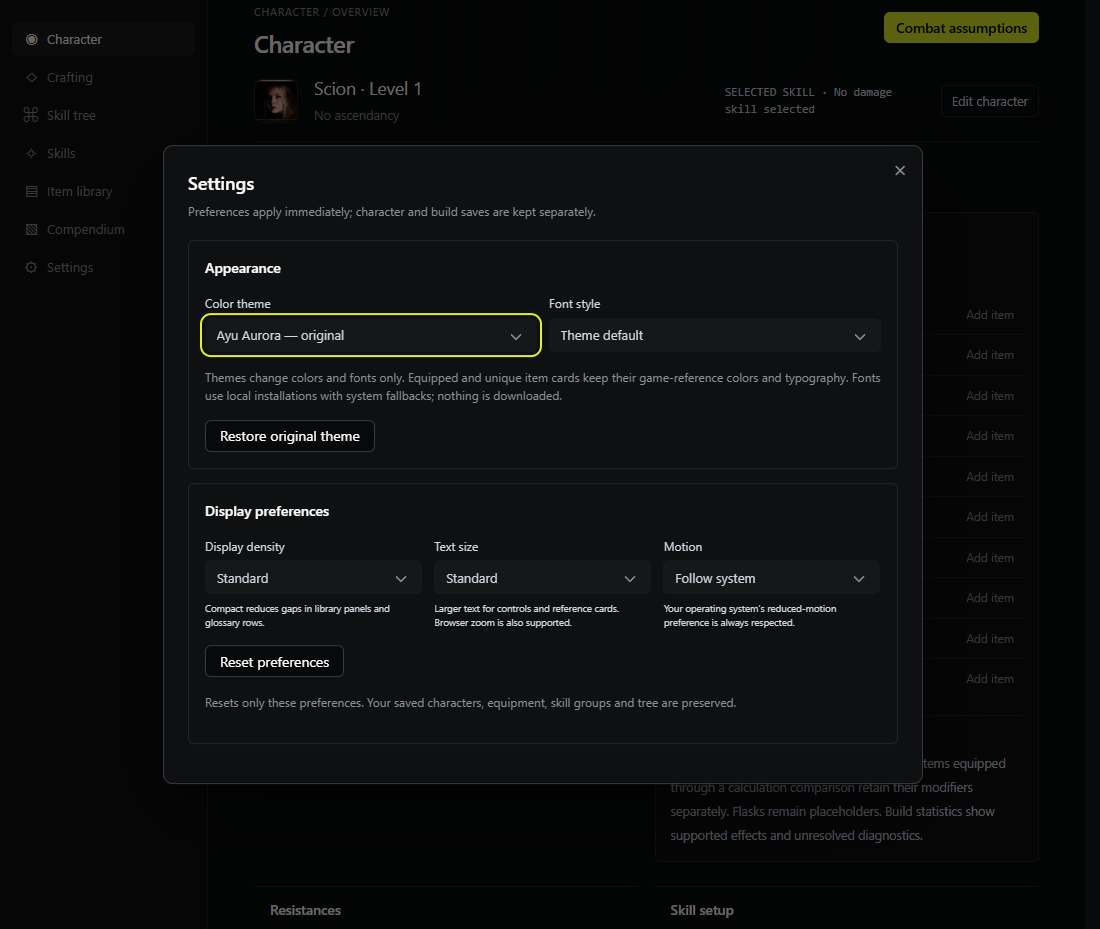 CHARACTER / OVERVIEW
Character
Combat assumptions
Character
Crafting
Skill tree
Skills
Item library
Compendium
Settings
Scion · Level 1
No ascendancy
SELECTED SKILL · No damage
skill selected
Edit character
Settings
Preferences apply immediately; character and build saves are kept separately.
Appearance
Color theme
Font style
Ayu Aurora — original
Theme default
Themes change colors and fonts only. Equipped and unique item cards keep their game-reference colors and typography. Fonts
use local installations with system fallbacks; nothing is downloaded.
Restore original theme
Display preferences
Display density
Text size
Motion
Standard
Standard
Follow system
Compact reduces gaps in library panels and
glossary rows.
Larger text for controls and reference cards.
Browser zoom is also supported.
Your operating system's reduced-motion
preference is always respected.
Reset preferences
Resets only these preferences. Your saved characters, equipment, skill groups and tree are preserved.
Add item
Add item
Add item
Add item
Add item
Add item
Add item
Add item
Add item
Add item
equipped
through a calculation comparison retain their modifiers
separately. Flasks remain placeholders. Build statistics show
supported effects and unresolved diagnostics.
Resistances
Skill setup